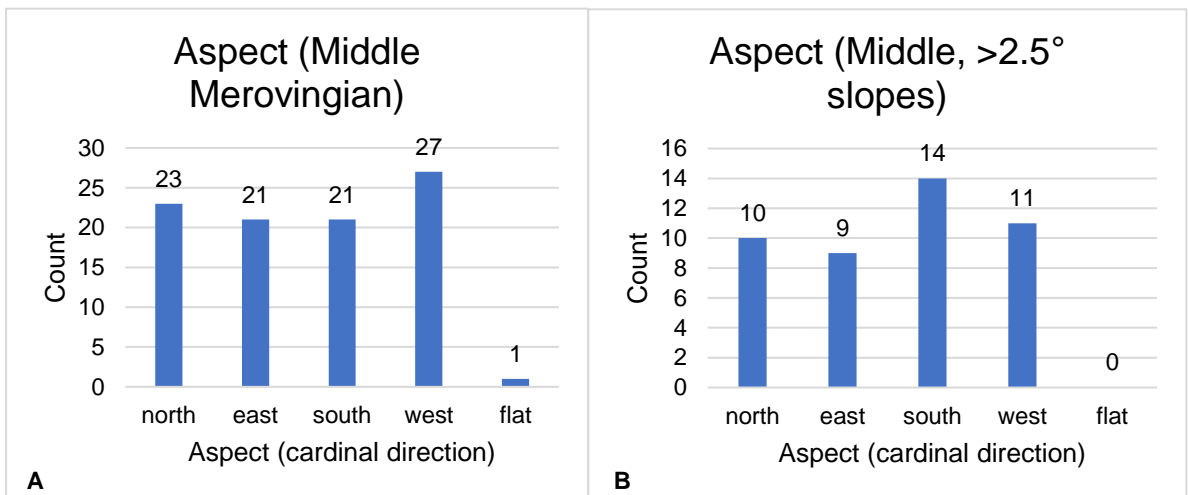 Aspect (Middle
Merovingian)
30
25
20
15
10
5
0
Count
23
21
21
27
1
north east south west flat
Aspect (cardinal direction)
A
Aspect (Middle, >2.5°
slopes)
16
14
12
10
8
6
4
2
0
Count
10
9
14
11
0
north east south west flat
Aspect (cardinal direction)
B